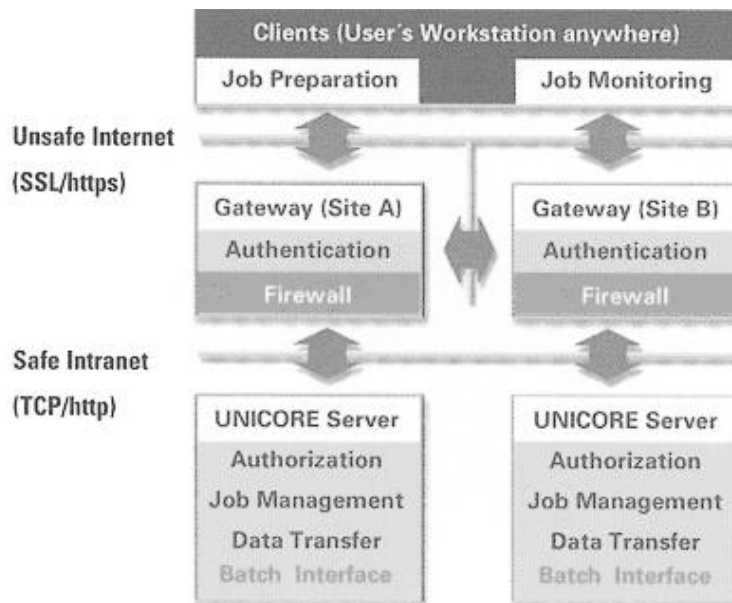 Clients (User's Workstation anywhere)
Job Preparation
Job Monitoring
Unsafe Internet
(SSL/https)
Gateway (Site A)
Authentication
Firewall
Gateway (Site B)
Authentication
Firewall
Safe Intranet
(TCP/http)
UNICORE Server
Authorization
Job Management
Data Transfer
Batch Interface
UNICORE Server
Authorization
Job Management
Data Transfer
Batch Interface